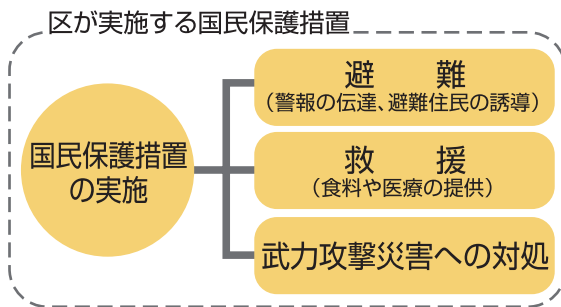 区が実施する国民保護措置
国民保護措置
の実施
避　難
（警報の伝達、避難住民の誘導）
救　援
（食料や医療の提供）
武力攻撃災害への対処